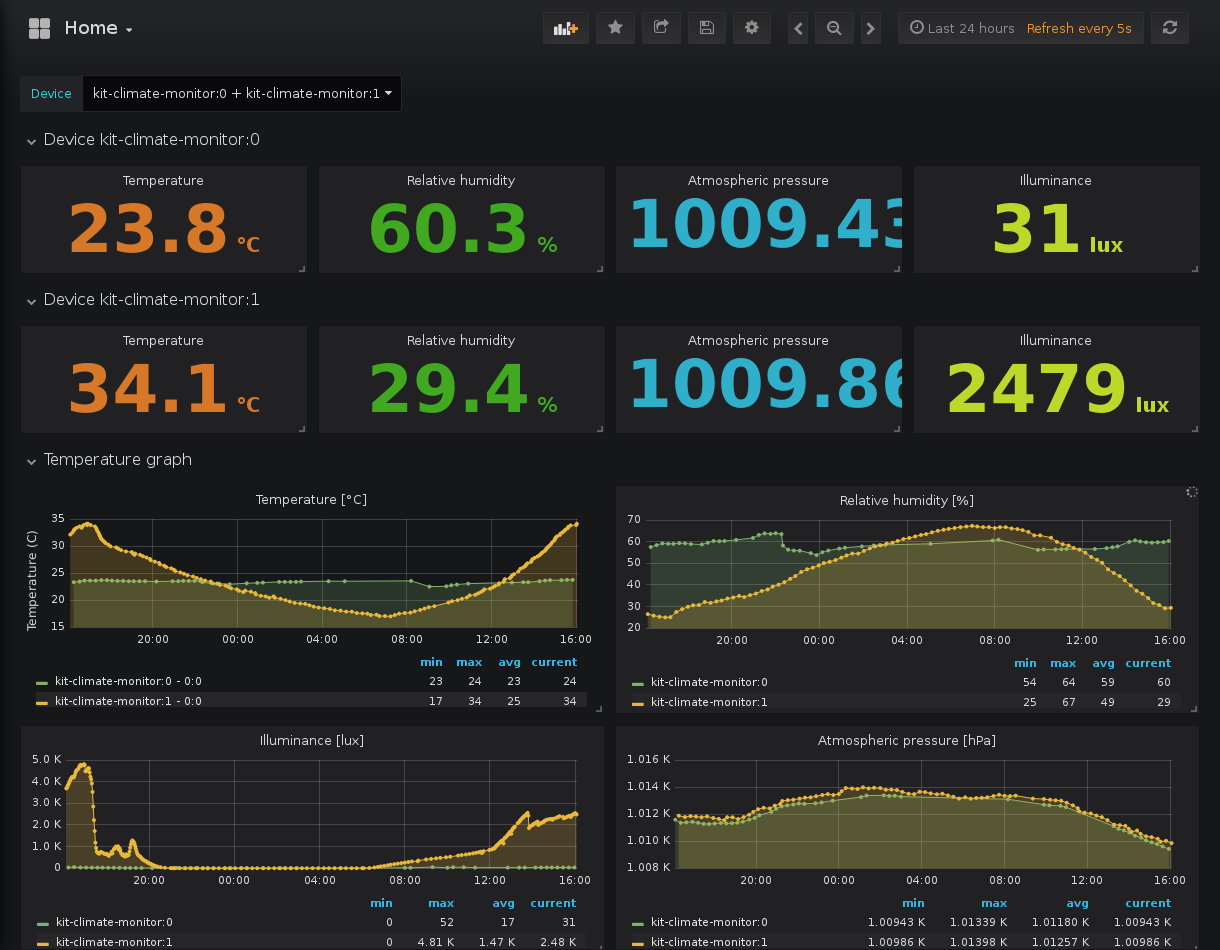 Home
Last 24 hours Refresh every 5s
Device kit-climate-monitor:0 + kit-climate-monitor:1
Device kit-climate-monitor:0
Temperature Relative humidity Atmospheric pressure Illuminance
23.8 °C 60.3 % 1009.43 31 lux
Device kit-climate-monitor:1
Temperature Relative humidity Atmospheric pressure Illuminance
34.1 °C 29.4 % 1009.86 2479 lux
Temperature graph
Temperature [°C]
Temperature (C)
35
30
25
20
15
20:00 00:00 04:00 08:00 12:00 16:00
min max avg current
kit-climate-monitor:0 - 0:0 23 24 23 24
kit-climate-monitor:1 - 0:0 17 34 25 34
Relative humidity [%]
70
60
50
40
30
20
20:00 00:00 04:00 08:00 12:00 16:00
min max avg current
kit-climate-monitor:0 54 64 59 60
kit-climate-monitor:1 25 67 49 29
Illuminance [lux]
5.0 K
4.0 K
3.0 K
2.0 K
1.0 K
0
20:00 00:00 04:00 08:00 12:00 16:00
min max avg current
kit-climate-monitor:0 0 52 17 31
kit-climate-monitor:1 0 4.81 K 1.47 K 2.48 K
Atmospheric pressure [hPa]
1.016 K
1.014 K
1.012 K
1.010 K
1.008 K
20:00 00:00 04:00 08:00 12:00 16:00
min max avg current
kit-climate-monitor:0 1.00943 K 1.01339 K 1.01180 K 1.00943 K
kit-climate-monitor:1 1.00986 K 1.01398 K 1.01257 K 1.00986 K